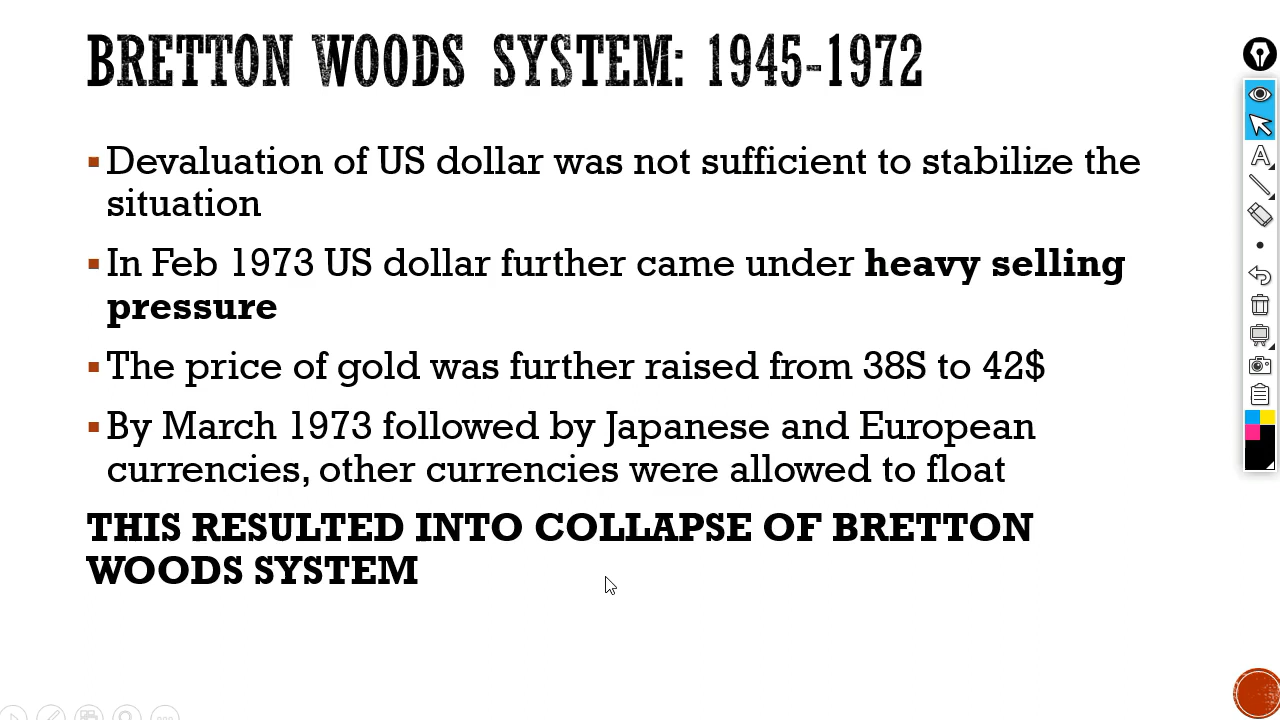 BRETTON WOODS SYSTEM: 1945-1972
Devaluation of US dollar was not sufficient to stabilize the
situation
In Feb 1973 US dollar further came under heavy selling
pressure
The price of gold was further raised from 38S to 42$
By March 1973 followed by Japanese and European
currencies, other currencies were allowed to float
THIS RESULTED INTO COLLAPSE OF BRETTON
WOODS SYSTEM